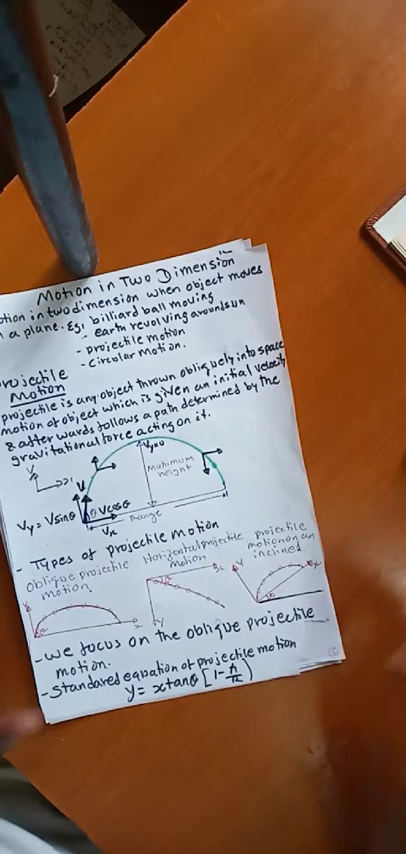 Motion in Two Dimension
otion in two dimension when object moves
n a plane. Eg, billiard ball moving
- earth revolving around sun
- projectile motion
- Circular Motion.
rojectile
Motion
projectile is any object thrown obliquely into space
motion of object which is given an initial velocity
& after wards follows a path determined by the
gravitational force acting on it.
Vy=0
Maximum
height
V
Vy = Vsinθ
θ Vcosθ
Vx
Range
- Types of projectile motion
oblique projectile
motion.
Horizontal projectile
motion
projectile
motion on an
inclined
- we focus on the oblique projectile
motion.
- Standared equation of projectile motion
y = xtanθ